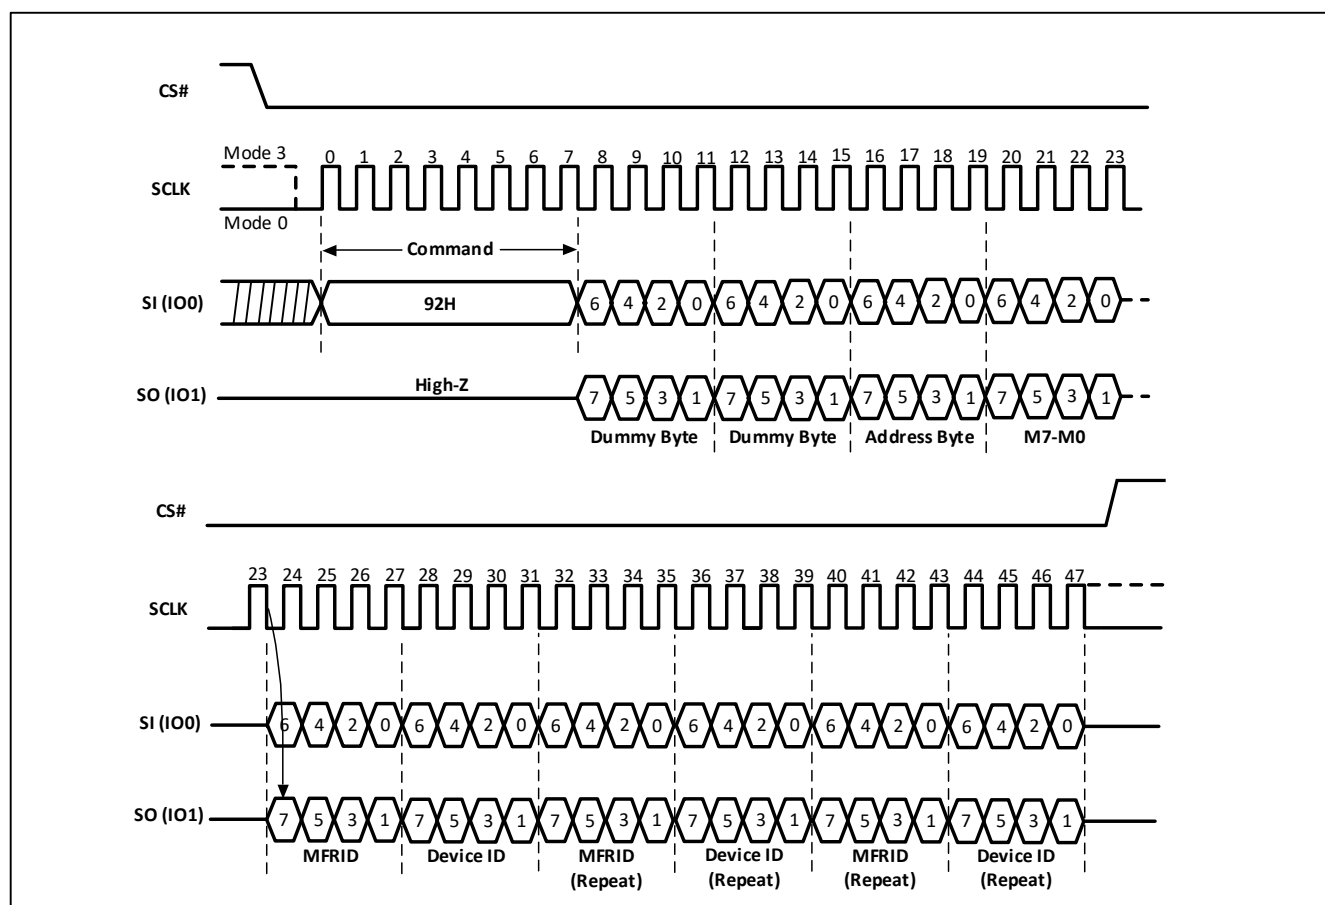 CS#
Mode 3
0 1 2 3 4 5 6 7 8 9 10 11 12 13 14 15 16 17 18 19 20 21 22 23
SCLK
Mode 0
Command
SI (IO0) 92H 6 4 2 0 6 4 2 0 6 4 2 0 6 4 2 0
High-Z
SO (IO1) 7 5 3 1 7 5 3 1 7 5 3 1 7 5 3 1
Dummy Byte Dummy Byte Address Byte M7-M0
CS#
23 24 25 26 27 28 29 30 31 32 33 34 35 36 37 38 39 40 41 42 43 44 45 46 47
SCLK
SI (IO0) 6 4 2 0 6 4 2 0 6 4 2 0 6 4 2 0 6 4 2 0 6 4 2 0
SO (IO1) 7 5 3 1 7 5 3 1 7 5 3 1 7 5 3 1 7 5 3 1 7 5 3 1
MFRID Device ID MFRID Device ID MFRID Device ID
(Repeat) (Repeat) (Repeat) (Repeat)